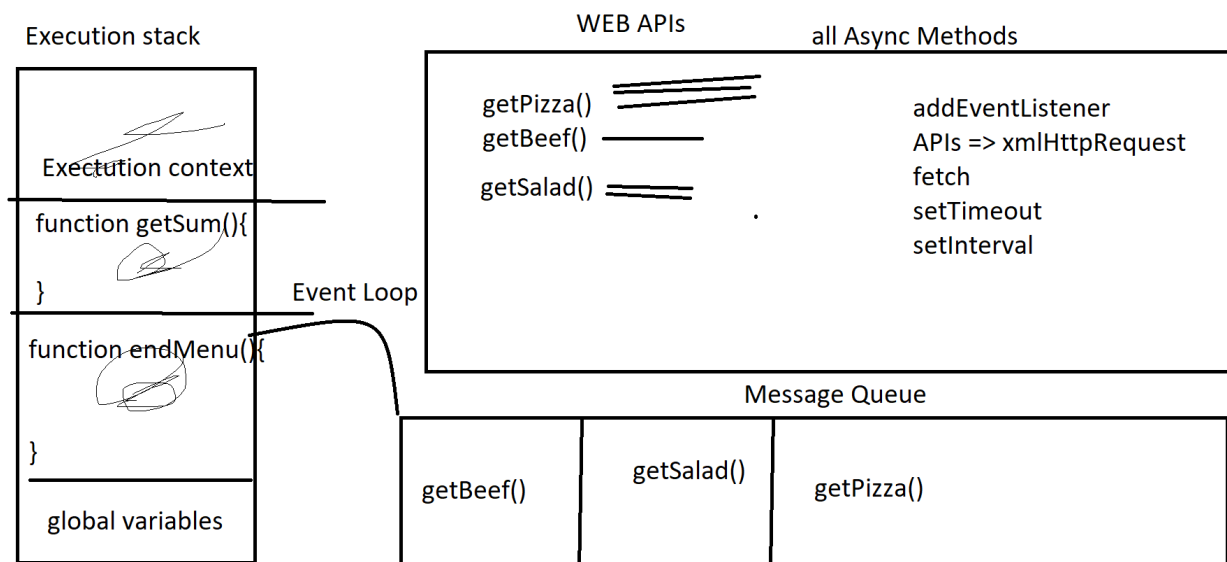 Execution stack
Exectution context
function getSum(){
}
function endMenu(){
}
global variables
Event Loop
WEB APIs
all Async Methods
getPizza()
getBeef()
getSalad()
addEventListener
APIs => xmlHttpRequest
fetch
setTimeout
setInterval
Message Queue
getBeef()
getSalad()
getPizza()